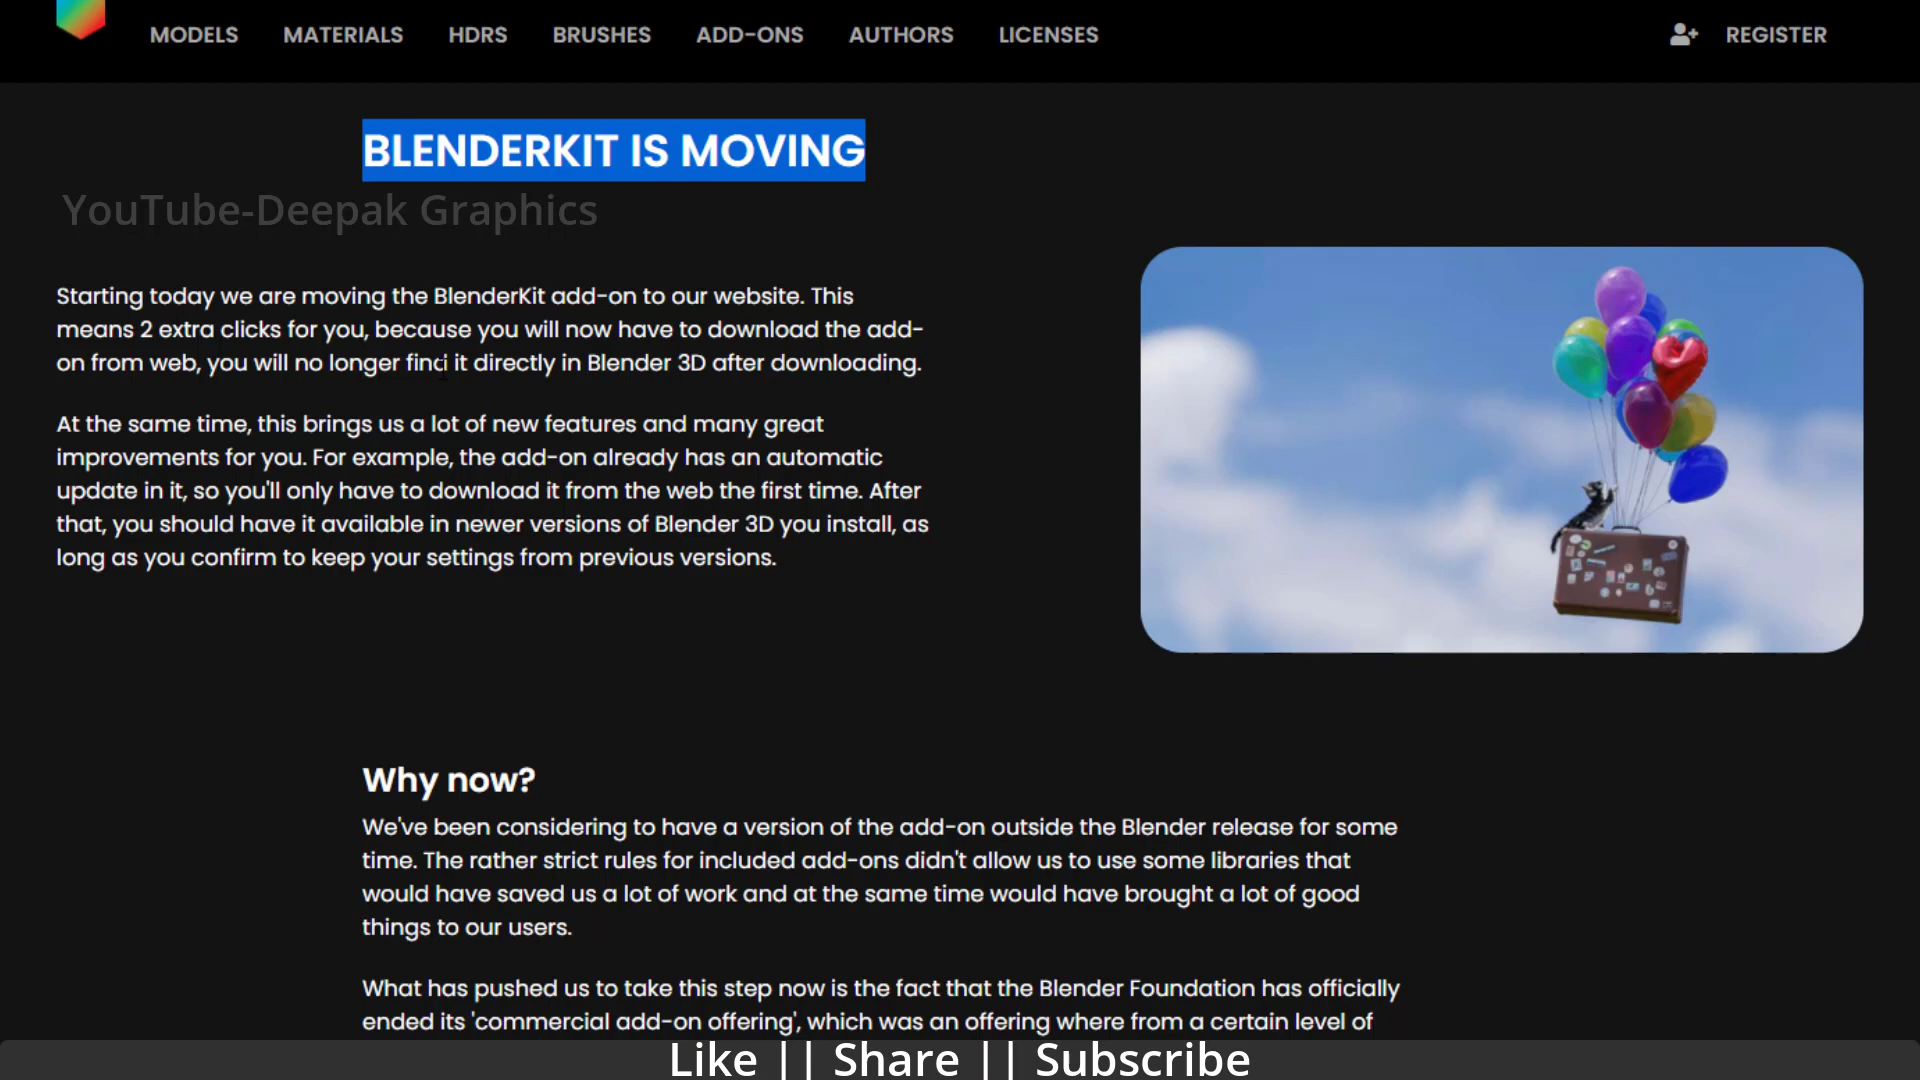 MODELS MATERIALS HDRS BRUSHES ADD-ONS AUTHORS LICENSES REGISTER
BLENDERKIT IS MOVING
YouTube-Deepak Graphics
Starting today we are moving the BlenderKit add-on to our website. This
means 2 extra clicks for you, because you will now have to download the add-
on from web, you will no longer find it directly in Blender 3D after downloading.
At the same time, this brings us a lot of new features and many great
improvements for you. For example, the add-on already has an automatic
update in it, so you'll only have to download it from the web the first time. After
that, you should have it available in newer versions of Blender 3D you install, as
long as you confirm to keep your settings from previous versions.
Why now?
We've been considering to have a version of the add-on outside the Blender release for some
time. The rather strict rules for included add-ons didn't allow us to use some libraries that
would have saved us a lot of work and at the same time would have brought a lot of good
things to our users.
What has pushed us to take this step now is the fact that the Blender Foundation has officially
ended its 'commercial add-on offering', which was an offering where from a certain level of
Like || Share || Subscribe